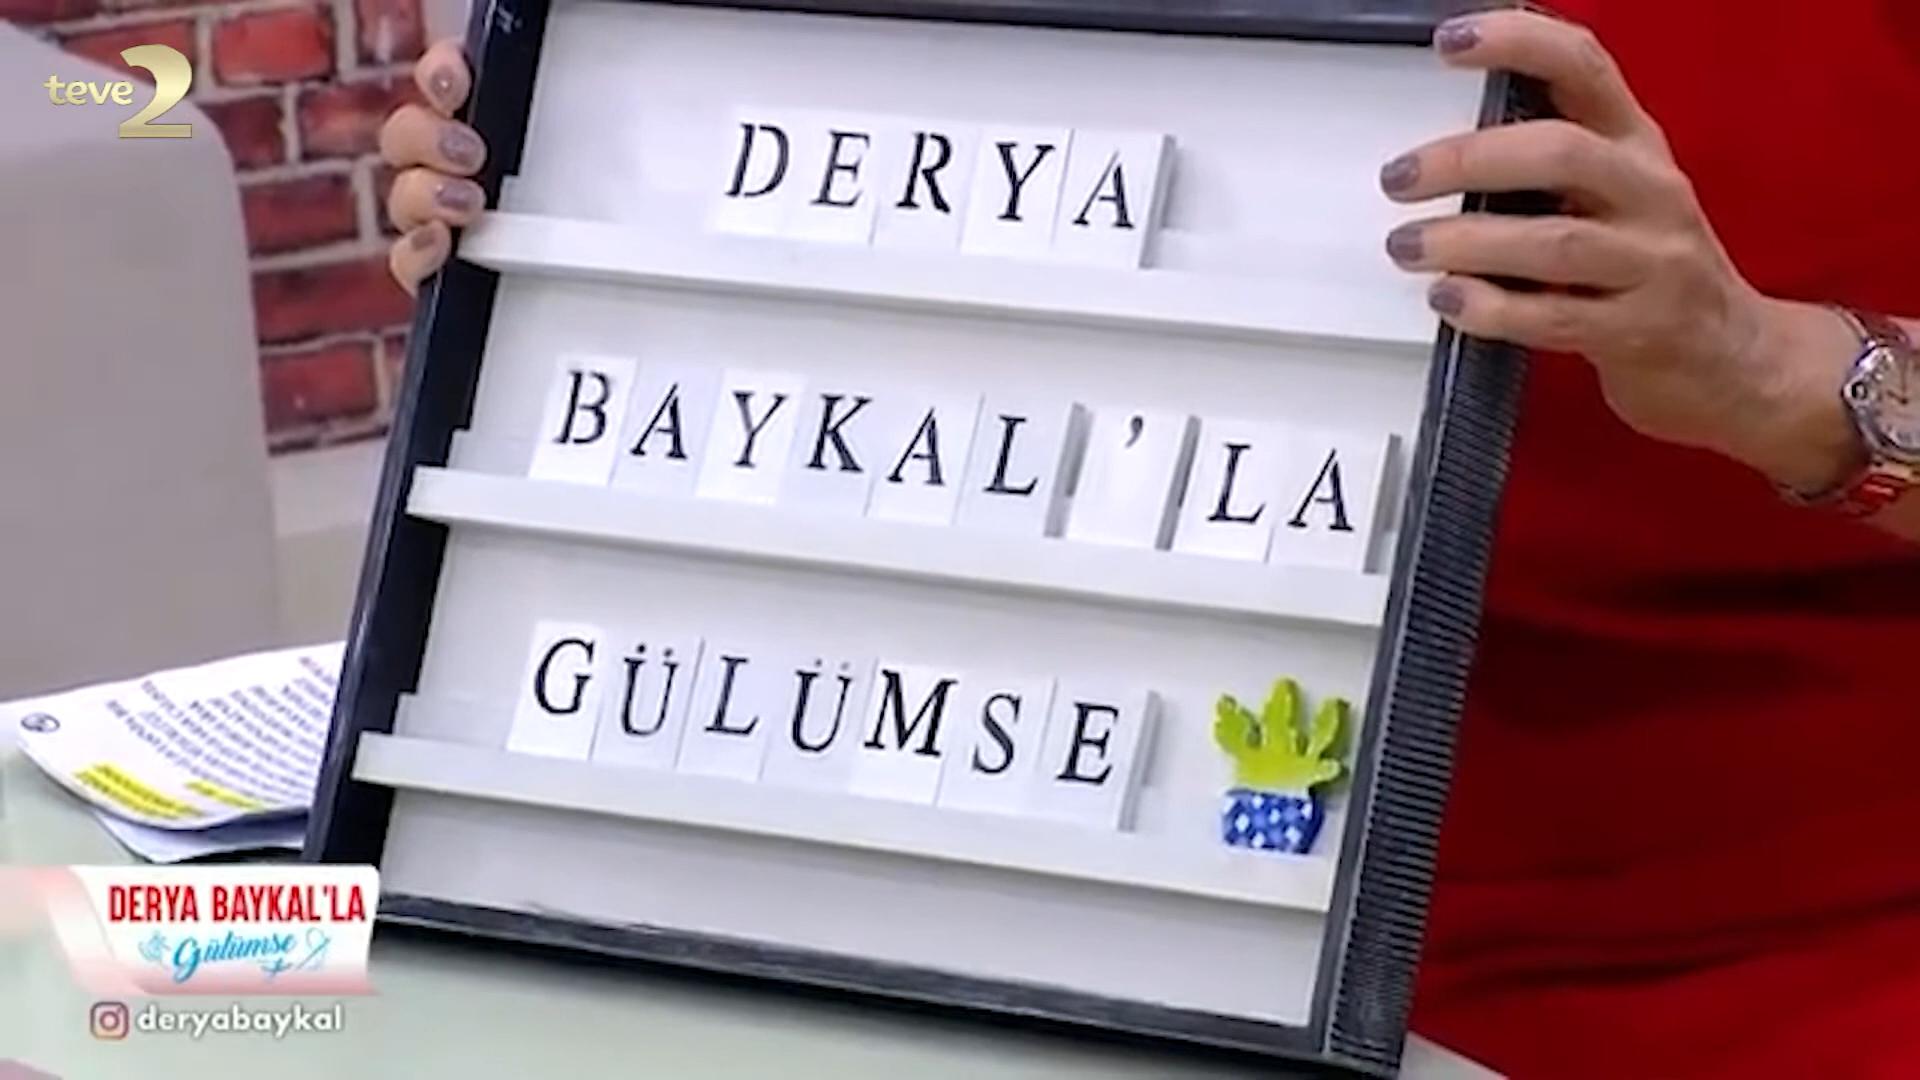 teve2
DERYA
BAYKAL'LA
GÜLÜMSE
DERYA BAYKAL'LA
Gülümse
deryabaykal